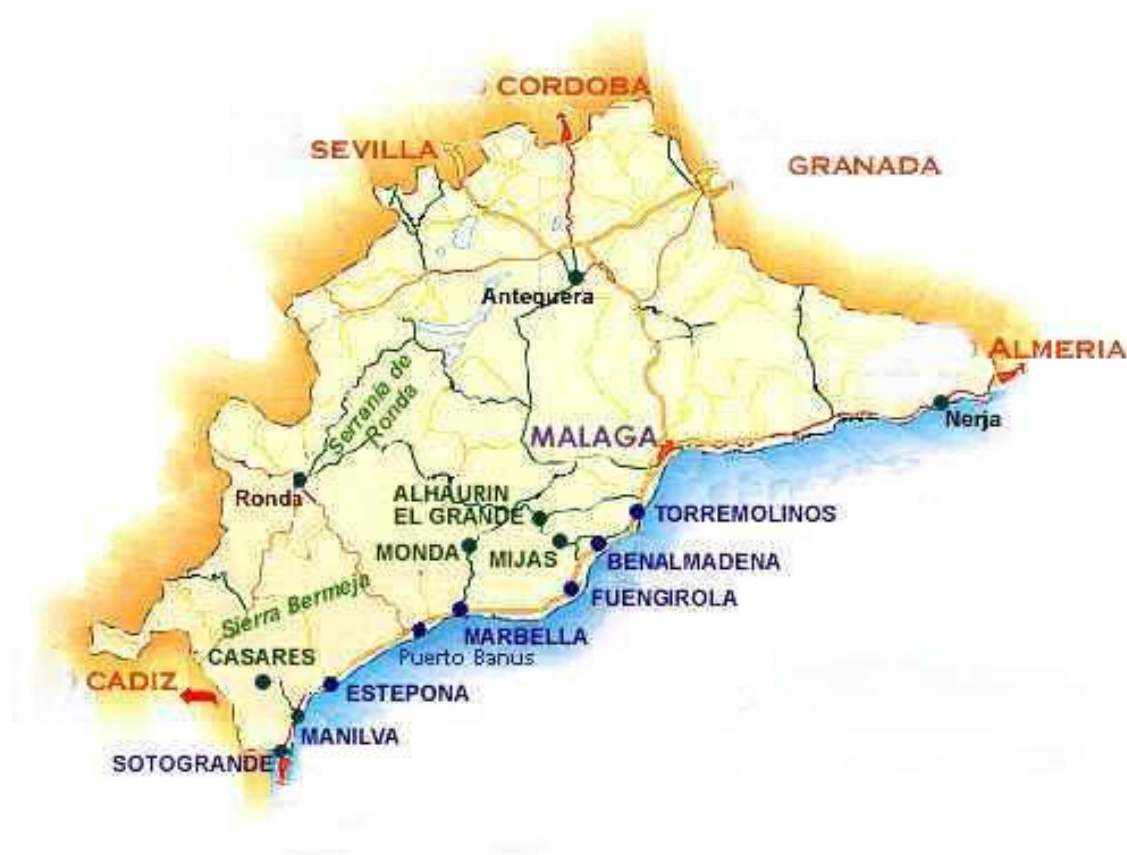 CORDOBA
SEVILLA
GRANADA
Antequera
ALMERIA
Serranía de
Ronda
Nerja
MALAGA
Ronda
ALHAURIN
EL GRANDE
TORREMOLINOS
MONDA
MIJAS
BENALMADENA
FUENGIROLA
Sierra Bermeja
MARBELLA
Puerto Banus
CASARES
CADIZ
ESTEPONA
MANILVA
SOTOGRANDE